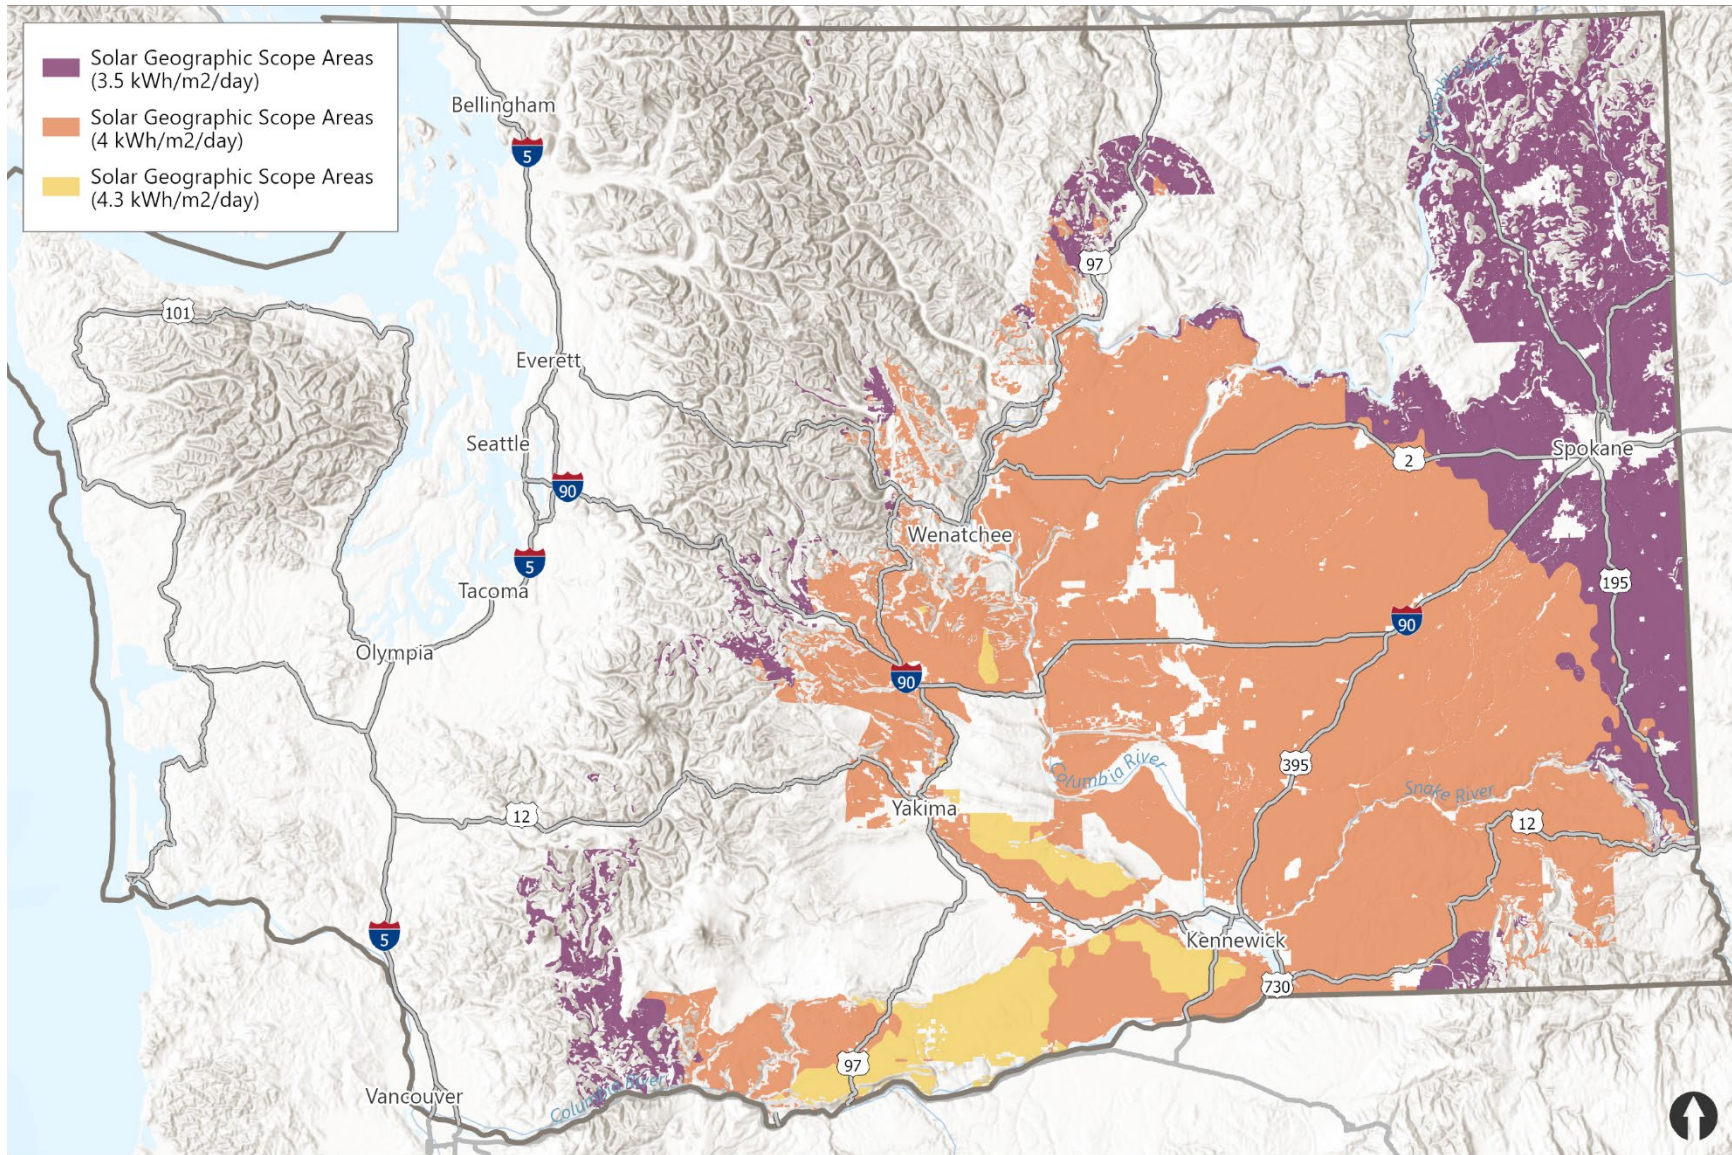 Solar Geographic Scope Areas
(3.5 kWh/m2/day)
Solar Geographic Scope Areas
(4 kWh/m2/day)
Solar Geographic Scope Areas
(4.3 kWh/m2/day)
Bellingham
5
Columbia River
97
101
Everett
Seattle
2
Spokane
90
Wenatchee
5
Tacoma
195
90
Olympia
90
Columbia River
395
Snake River
Yakima
12
12
5
Kennewick
730
97
Columbia River
Vancouver